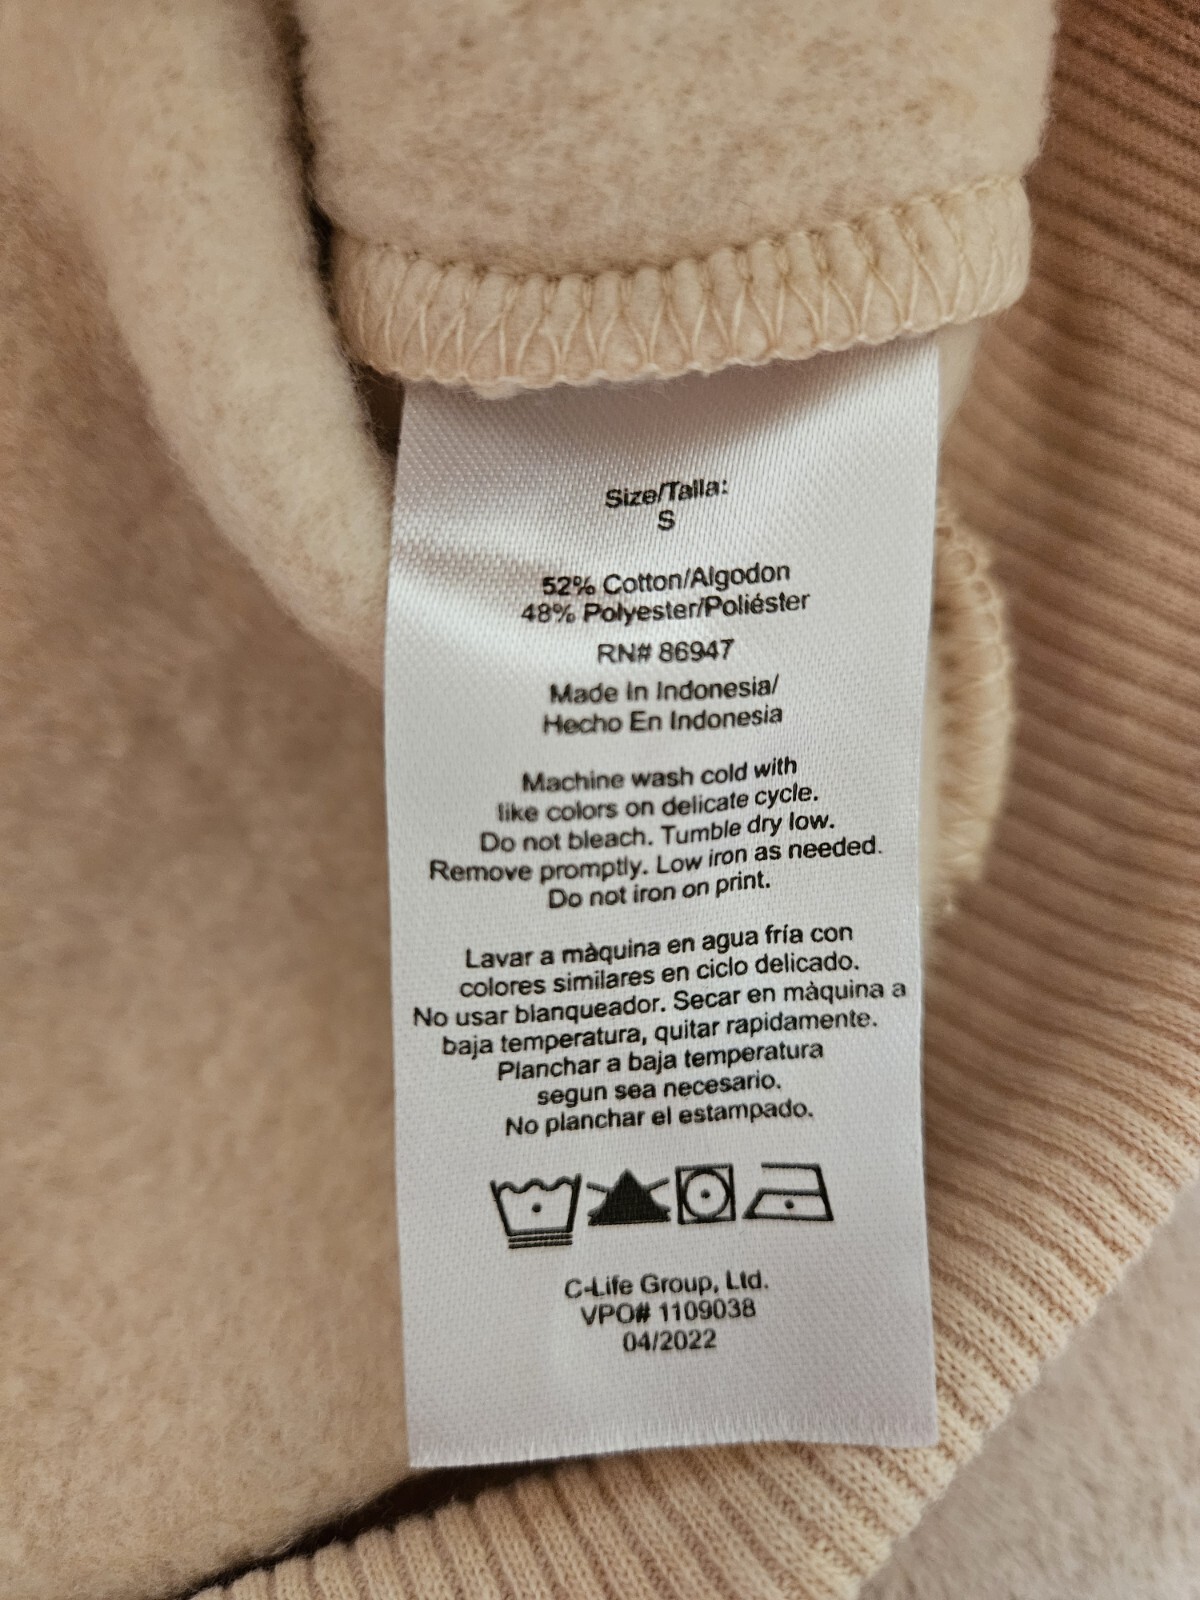 Size/Talla:
S
52% Cotton/Algodon
48% Polyester/Poliéster
RN# 86947
Made In Indonesia/
Hecho En Indonesia
Machine wash cold with
like colors on delicate cycle.
Do not bleach. Tumble dry low.
Remove promptly. Low iron as needed.
Do not iron on print.
Lavar a màquina en agua fría con
colores similares en ciclo delicado.
No usar blanqueador. Secar en màquina a
baja temperatura, quitar rapidamente.
Planchar a baja temperatura
segun sea necesario.
No planchar el estampado.
C-Life Group, Ltd.
VPO# 1109038
04/2022